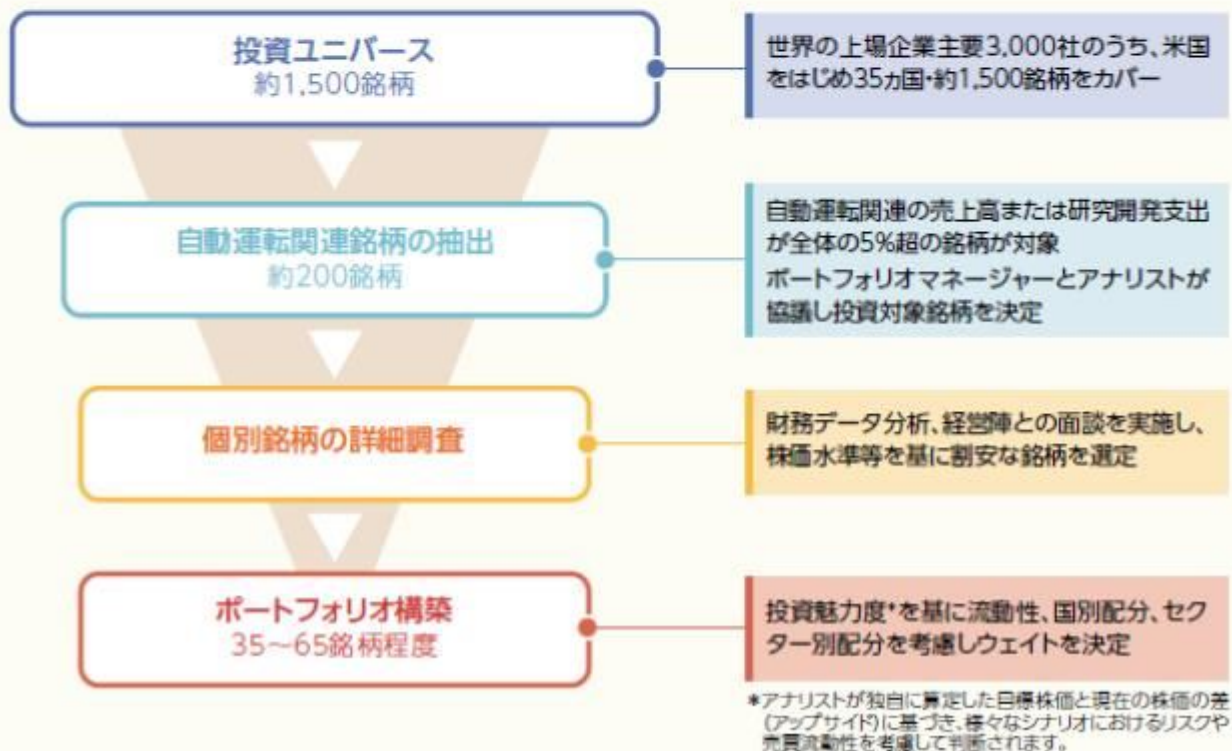 投資ユニバース
約1,500銘柄
世界の上場企業主要3,000社のうち、米国
をはじめ35ヵ国・約1,500銘柄をカバー
自動運転関連銘柄の抽出
約200銘柄
自動運転関連の売上高または研究開発支出
が全体の5%超の銘柄が対象
ポートフォリオマネージャーとアナリストが
協議し投資対象銘柄を決定
個別銘柄の詳細調査
財務データ分析、経営陣との面談を実施し、
株価水準等を基に割安な銘柄を選定
ポートフォリオ構築
35～65銘柄程度
投資魅力度*を基に流動性、国別配分、セク
ター別配分を考慮しウェイトを決定
*アナリストが独自に算定した目標株価と現在の株価の差
(アップサイド)に基づき、様々なシナリオにおけるリスクや
売買流動性を考慮して判断されます。